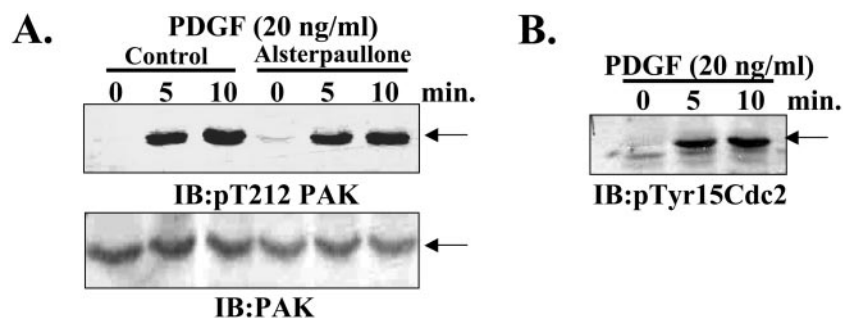 A.
PDGF (20 ng/ml)
Control Alsterpaullone
0 5 10 0 5 10 min.
IB:pT212 PAK
IB:PAK
B.
PDGF (20 ng/ml)
0 5 10 min.
IB:pTyr15Cdc2